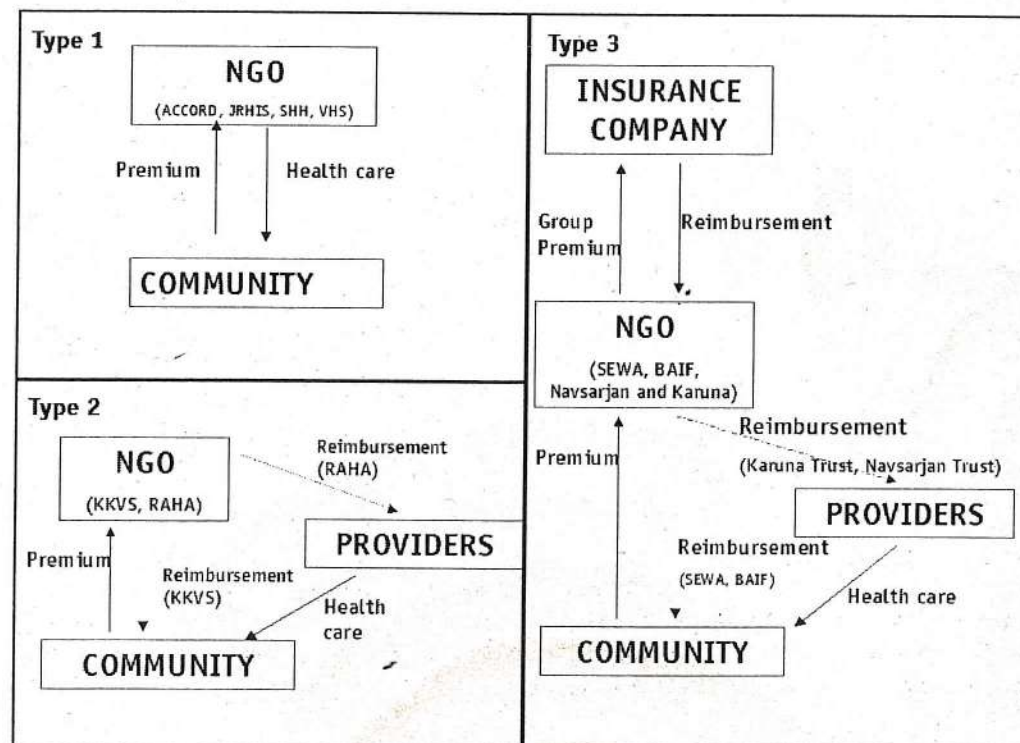 Type 1
NGO
(ACCORD, JRHIS, SHH, VHS)
Premium
Health care
COMMUNITY
Type 2
NGO
(KKVS, RAHA)
Reimbursement
(RAHA)
PROVIDERS
Premium
Reimbursement
(KKVS)
Health
care
COMMUNITY
Type 3
INSURANCE
COMPANY
Group
Premium
Reimbursement
NGO
(SEWA, BAIF,
Navsarjan and Karuna)
Reimbursement
(Karuna Trust, Navsarjan Trust)
Premium
PROVIDERS
Reimbursement
(SEWA, BAIF)
Health care
COMMUNITY